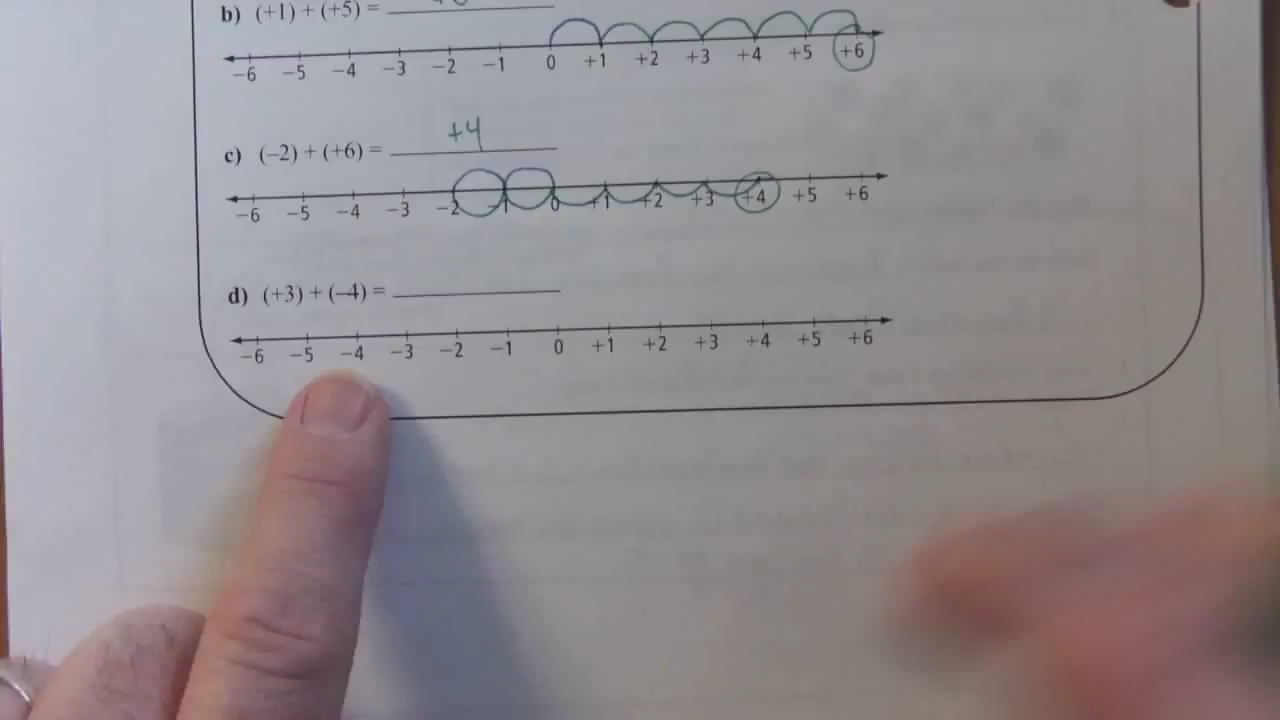 b) (+1) + (+5) =
−6 −5 −4 −3 −2 −1 0 +1 +2 +3 +4 +5 +6
c) (−2) + (+6) = +4
−6 −5 −4 −3 −2 −1 0 +1 +2 +3 +4 +5 +6
d) (+3) + (−4) =
−6 −5 −4 −3 −2 −1 0 +1 +2 +3 +4 +5 +6